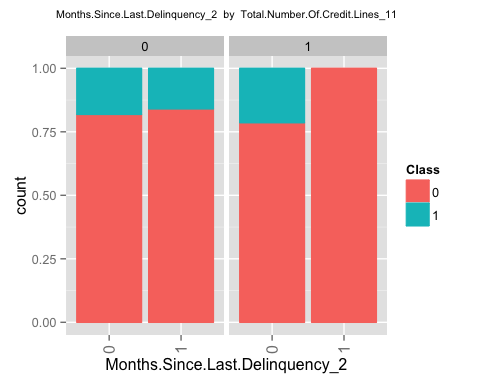 Months.Since.Last.Delinquency_2 by Total.Number.Of.Credit.Lines_11
0 1
1.00
0.75
0.50
0.25
0.00
count
0 1 0 1
Months.Since.Last.Delinquency_2
Class
0
1